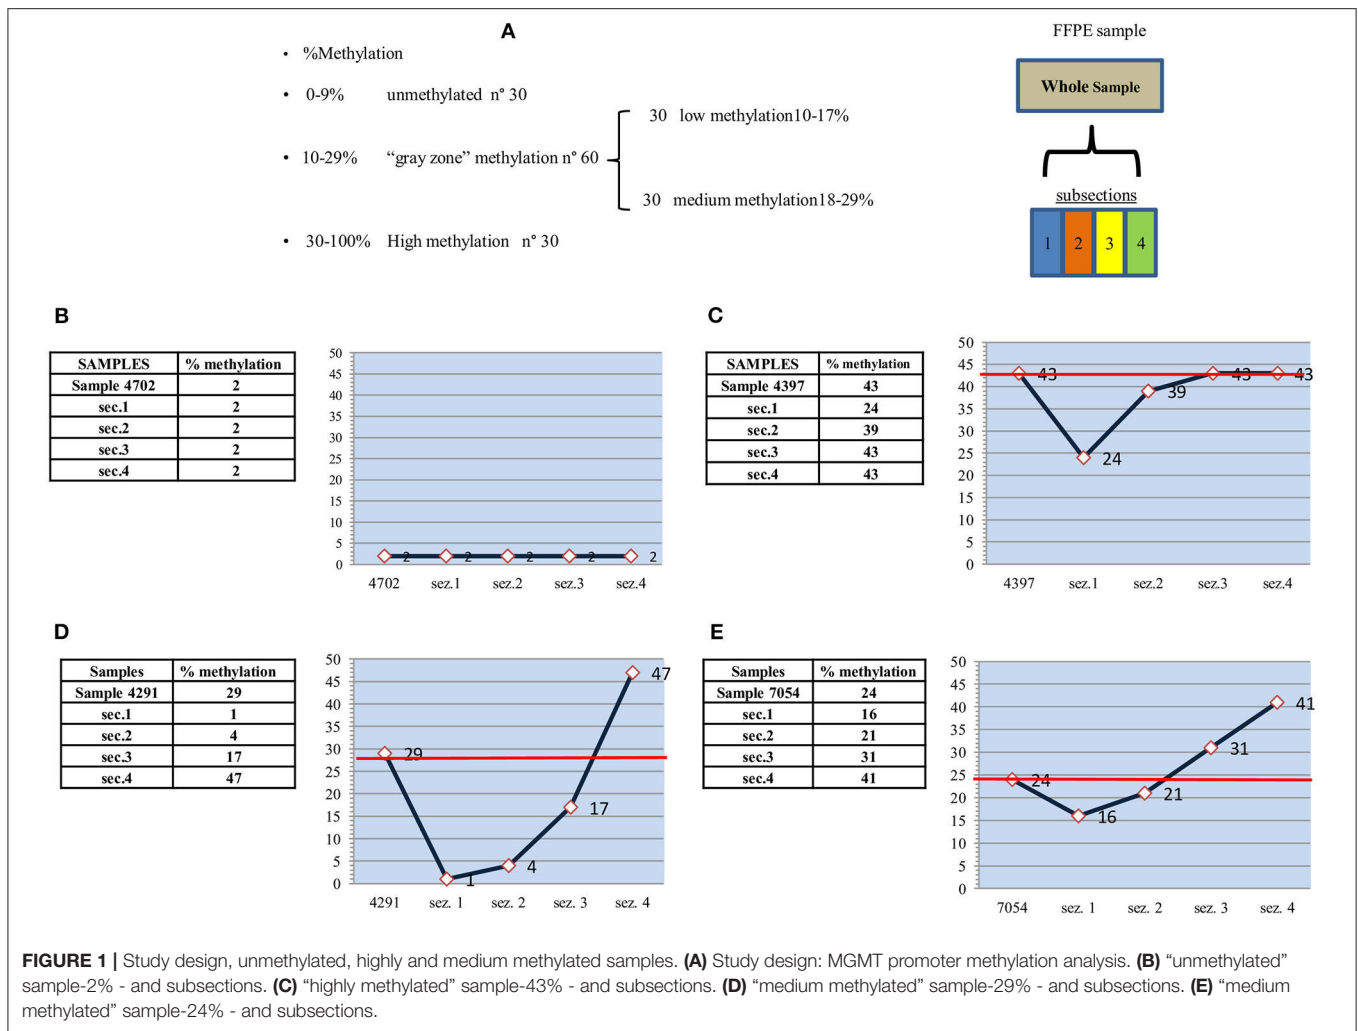 A
• %Methylation
• 0-9% unmethylated n° 30
• 10-29% “gray zone” methylation n° 60
30 low methylation10-17%
30 medium methylation18-29%
• 30-100% High methylation n° 30
FFPE sample
Whole Sample
subsections
1 2 3 4
B
SAMPLES % methylation
Sample 4702 2
sec.1 2
sec.2 2
sec.3 2
sec.4 2
50
45
40
35
30
25
20
15
10
5
0
2 2 2 2 2
4702 sez.1 sez.2 sez.3 sez.4
C
SAMPLES % methylation
Sample 4397 43
sec.1 24
sec.2 39
sec.3 43
sec.4 43
50
45
40
35
30
25
20
15
10
5
0
43 24 39 43 43
4397 sez.1 sez.2 sez.3 sez.4
D
Samples % methylation
Sample 4291 29
sec.1 1
sec.2 4
sec.3 17
sec.4 47
50
45
40
35
30
25
20
15
10
5
0
29 1 4 17 47
4291 sez. 1 sez. 2 sez. 3 sez. 4
E
Samples % methylation
Sample 7054 24
sec.1 16
sec.2 21
sec.3 31
sec.4 41
50
45
40
35
30
25
20
15
10
5
0
24 16 21 31 41
7054 sez. 1 sez. 2 sez. 3 sez. 4
FIGURE 1 | Study design, unmethylated, highly and medium methylated samples. (A) Study design: MGMT promoter methylation analysis. (B) “unmethylated”
sample-2% - and subsections. (C) “highly methylated” sample-43% - and subsections. (D) “medium methylated” sample-29% - and subsections. (E) “medium
methylated” sample-24% - and subsections.